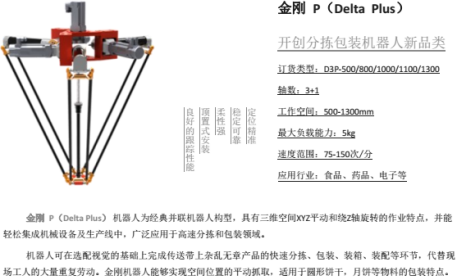 金刚 P（Delta Plus）
开创分拣包装机器人新品类
订货类型：D3P-500/800/1000/1100/1300
轴数：3+1
工作空间：500-1300mm
最大负载能力：5kg
速度范围：75-150次/分
应用行业：食品、药品、电子等
定位精准
稳定可靠
柔性强
顶置式安装
良好的跟踪性能
金刚 P（Delta Plus）机器人为经典并联机器人构型，具有三维空间XYZ平动和绕Z轴旋转的作业特点，并能
轻松集成机械设备及生产线中，广泛应用于高速分拣和包装领域。
机器人可在选配视觉的基础上完成传送带上杂乱无章产品的快速分拣、包装、装箱、装配等环节，代替现
场工人的大量重复劳动。金刚机器人能够实现空间位置的平动抓取，适用于圆形饼干，月饼等物料的包装特点。